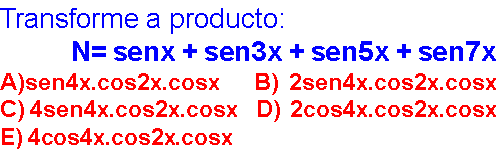 Transforme a producto:
N= senx + sen3x + sen5x + sen7x
A)sen4x.cos2x.cosx B) 2sen4x.cos2x.cosx
C) 4sen4x.cos2x.cosx D) 2cos4x.cos2x.cosx
E) 4cos4x.cos2x.cosx